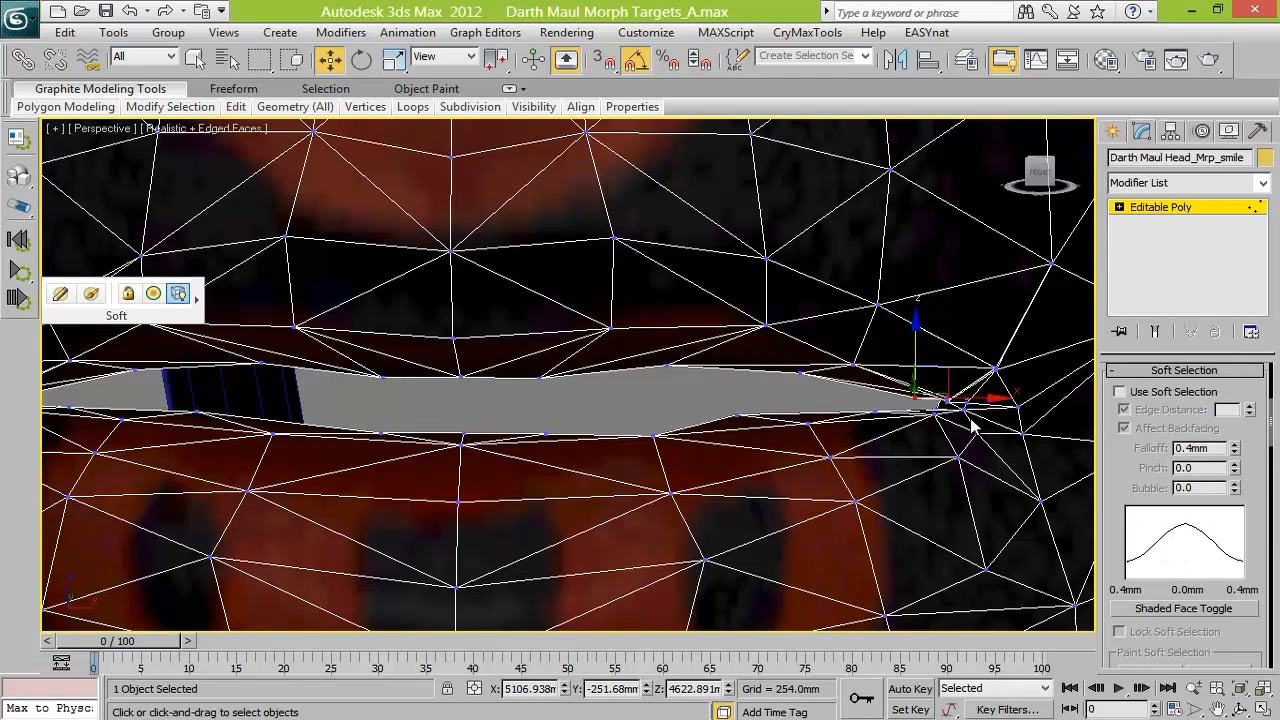 Autodesk 3ds Max 2012 Darth Maul Morph Targets_A.max
Type a keyword or phrase
Edit Tools Group Views Create Modifiers Animation Graph Editors Rendering Customize MAXScript CryMaxTools Help EASYnat
All View 3 Create Selection Se
Graphite Modeling Tools Freeform Selection Object Paint
Polygon Modeling Modify Selection Edit Geometry (All) Vertices Loops Subdivision Visibility Align Properties
[ + ] [ Perspective ] [ Realistic + Edged Faces ]
FRONT
Darth Maul Head_Mrp_smile
Modifier List
Editable Poly
Soft
z
x
Soft Selection
Use Soft Selection
Edge Distance:
Affect Backfacing
Falloff: 0.4mm
Pinch: 0.0
Bubble: 0.0
0.4mm 0.0mm 0.4mm
Shaded Face Toggle
Lock Soft Selection
Paint Soft Selection
< 0 / 100 >
0 5 10 15 20 25 30 35 40 45 50 55 60 65 70 75 80 85 90 95 100
1 Object Selected X: 5106.938m Y: -251.68mm Z: 4622.891m Grid = 254.0mm Auto Key Selected
Max to Physc Click or click-and-drag to select objects Add Time Tag Set Key Key Filters... 0